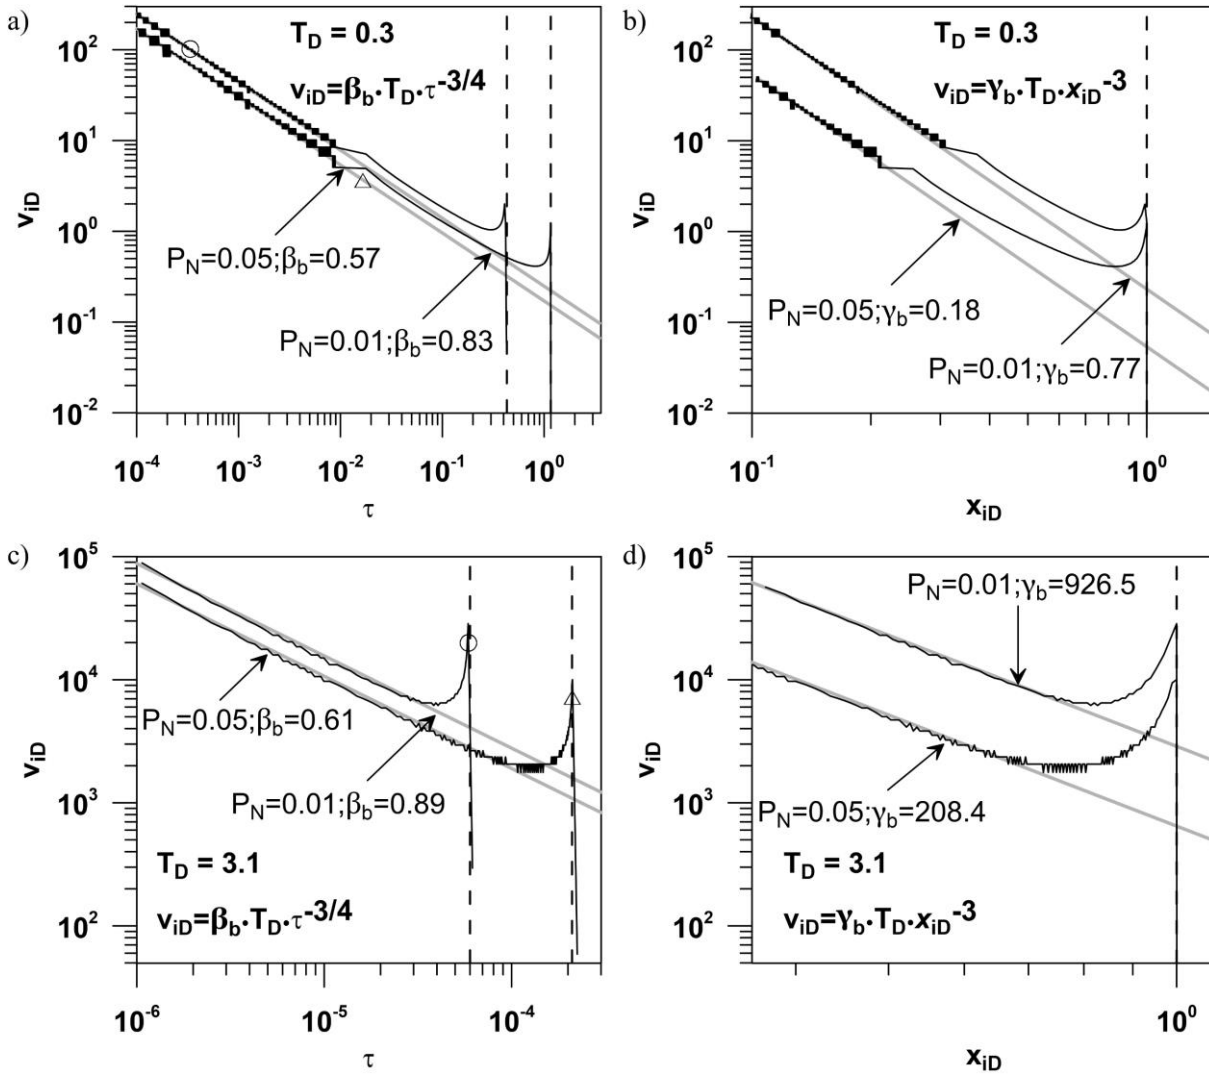 a)
T_D = 0.3
v_iD=β_b·T_D·τ^-3/4
P_N=0.05;β_b=0.57
P_N=0.01;β_b=0.83
v_iD
10^2
10^1
10^0
10^-1
10^-2
10^-4
10^-3
10^-2
10^-1
10^0
τ
b)
T_D = 0.3
v_iD=γ_b·T_D·x_iD^-3
P_N=0.05;γ_b=0.18
P_N=0.01;γ_b=0.77
v_iD
10^2
10^1
10^0
10^-1
10^-2
10^-1
10^0
x_iD
c)
P_N=0.05;β_b=0.61
P_N=0.01;β_b=0.89
T_D = 3.1
v_iD=β_b·T_D·τ^-3/4
v_iD
10^5
10^4
10^3
10^2
10^-6
10^-5
10^-4
τ
d)
P_N=0.01;γ_b=926.5
P_N=0.05;γ_b=208.4
T_D = 3.1
v_iD=γ_b·T_D·x_iD^-3
v_iD
10^5
10^4
10^3
10^2
10^0
x_iD